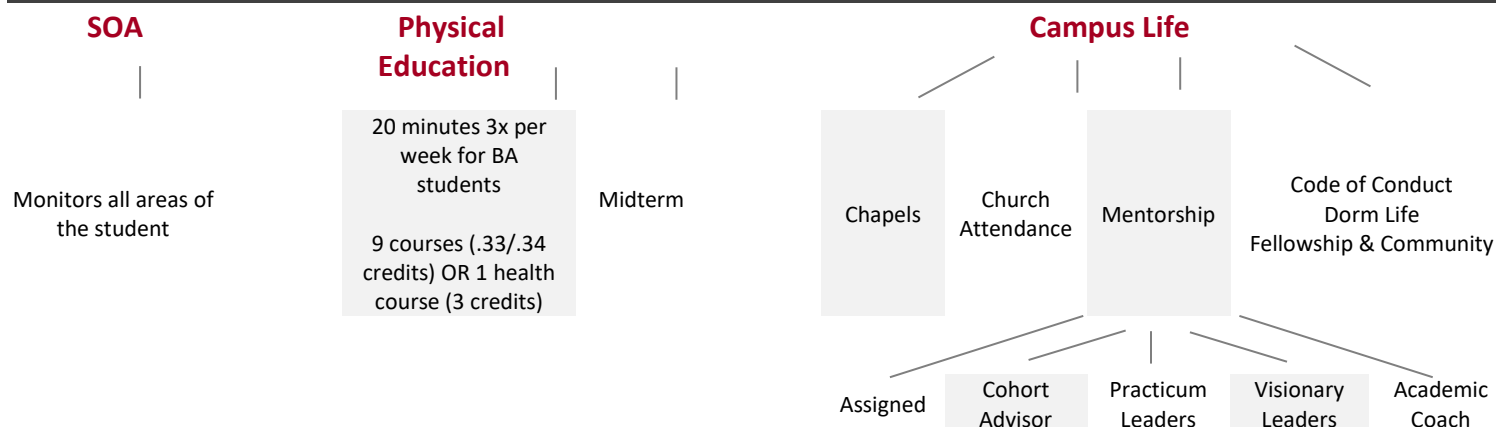 SOA
Physical
Education
Campus Life
Monitors all areas of
the student
20 minutes 3x per
week for BA
students
9 courses (.33/.34
credits) OR 1 health
course (3 credits)
Midterm
Chapels
Church
Attendance
Mentorship
Code of Conduct
Dorm Life
Fellowship & Community
Assigned
Cohort
Advisor
Practicum
Leaders
Visionary
Leaders
Academic
Coach